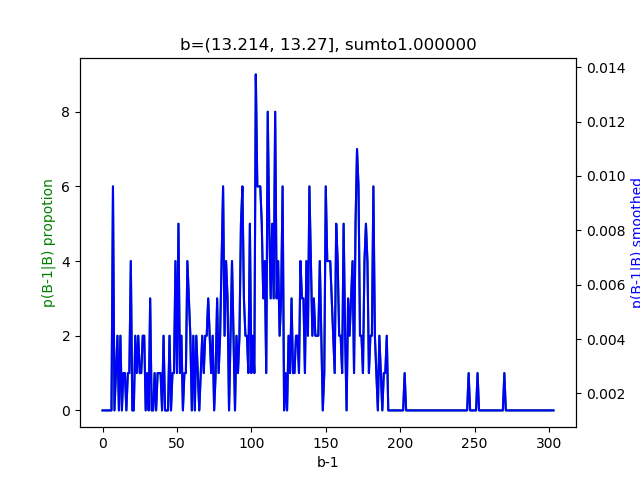 b=(13.214, 13.27], sumto1.000000
8
6
4
2
0
p(B-1|B) propotion
0.014
0.012
0.010
0.008
0.006
0.004
0.002
p(B-1|B) smoothed
0 50 100 150 200 250 300
b-1